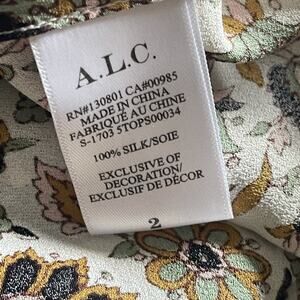 A.L.C.
RN#130801 CA#00985
MADE IN CHINA
FABRIQUÉ AU CHINE
S-1703 5TOPS00034
100% SILK/SOIE
EXCLUSIVE OF
DECORATION/
EXCLUSIF DE DÉCOR
2